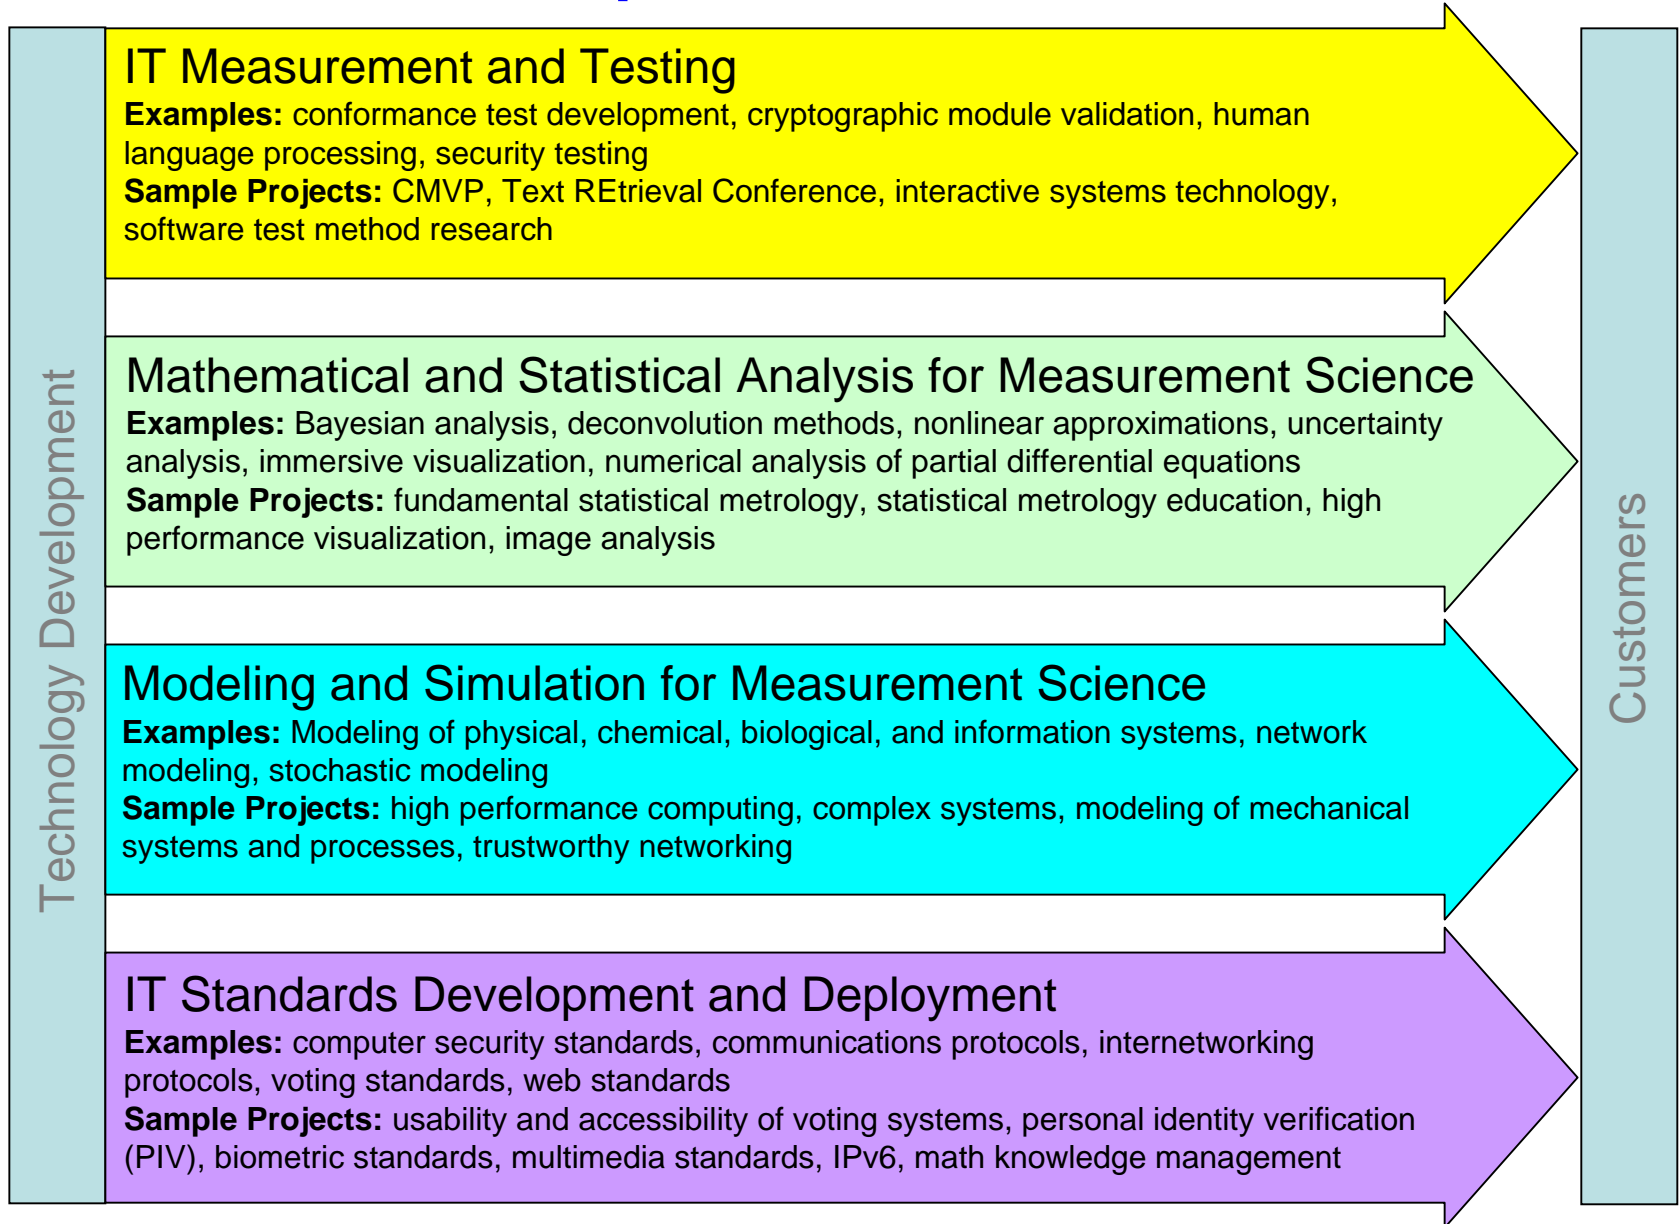 Technology Development
IT Measurement and Testing
Examples: conformance test development, cryptographic module validation, human
language processing, security testing
Sample Projects: CMVP, Text REtrieval Conference, interactive systems technology,
software test method research
Mathematical and Statistical Analysis for Measurement Science
Examples: Bayesian analysis, deconvolution methods, nonlinear approximations, uncertainty
analysis, immersive visualization, numerical analysis of partial differential equations
Sample Projects: fundamental statistical metrology, statistical metrology education, high
performance visualization, image analysis
Modeling and Simulation for Measurement Science
Examples: Modeling of physical, chemical, biological, and information systems, network
modeling, stochastic modeling
Sample Projects: high performance computing, complex systems, modeling of mechanical
systems and processes, trustworthy networking
IT Standards Development and Deployment
Examples: computer security standards, communications protocols, internetworking
protocols, voting standards, web standards
Sample Projects: usability and accessibility of voting systems, personal identity verification
(PIV), biometric standards, multimedia standards, IPv6, math knowledge management
Customers